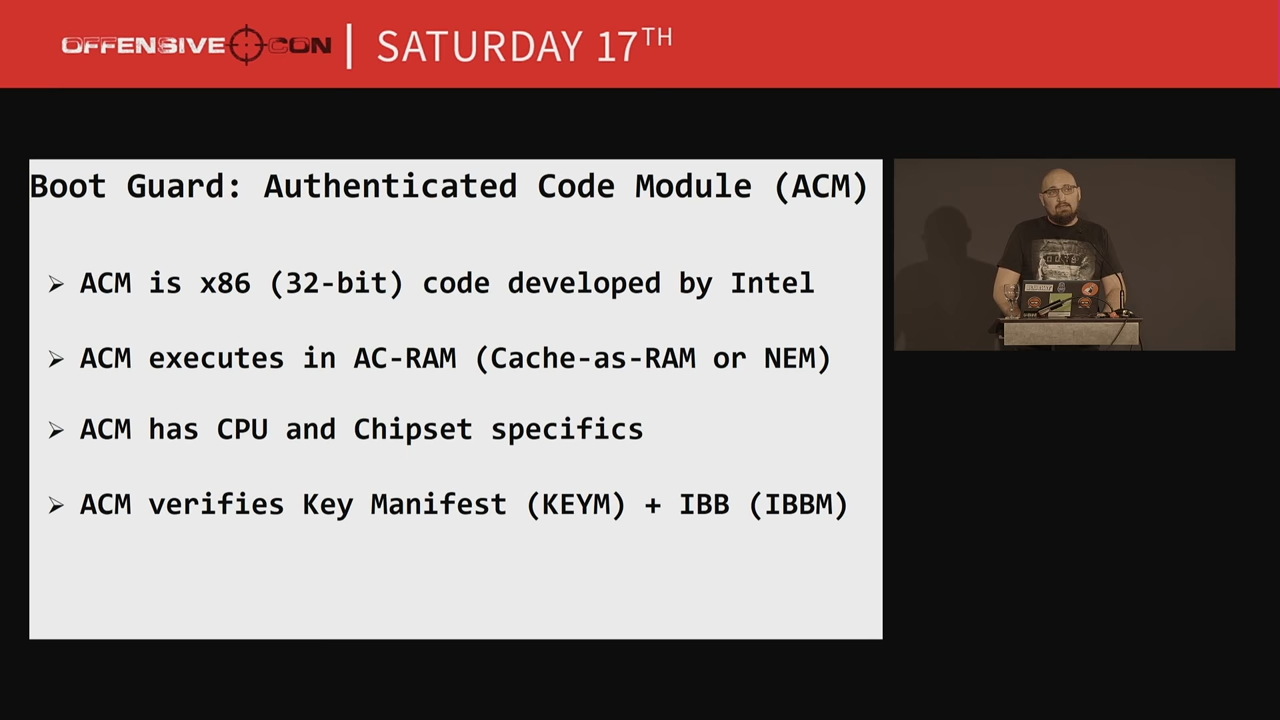 OFFENSIVE CON | SATURDAY 17TH
Boot Guard: Authenticated Code Module (ACM)
➢ ACM is x86 (32-bit) code developed by Intel
➢ ACM executes in AC-RAM (Cache-as-RAM or NEM)
➢ ACM has CPU and Chipset specifics
➢ ACM verifies Key Manifest (KEYM) + IBB (IBBM)